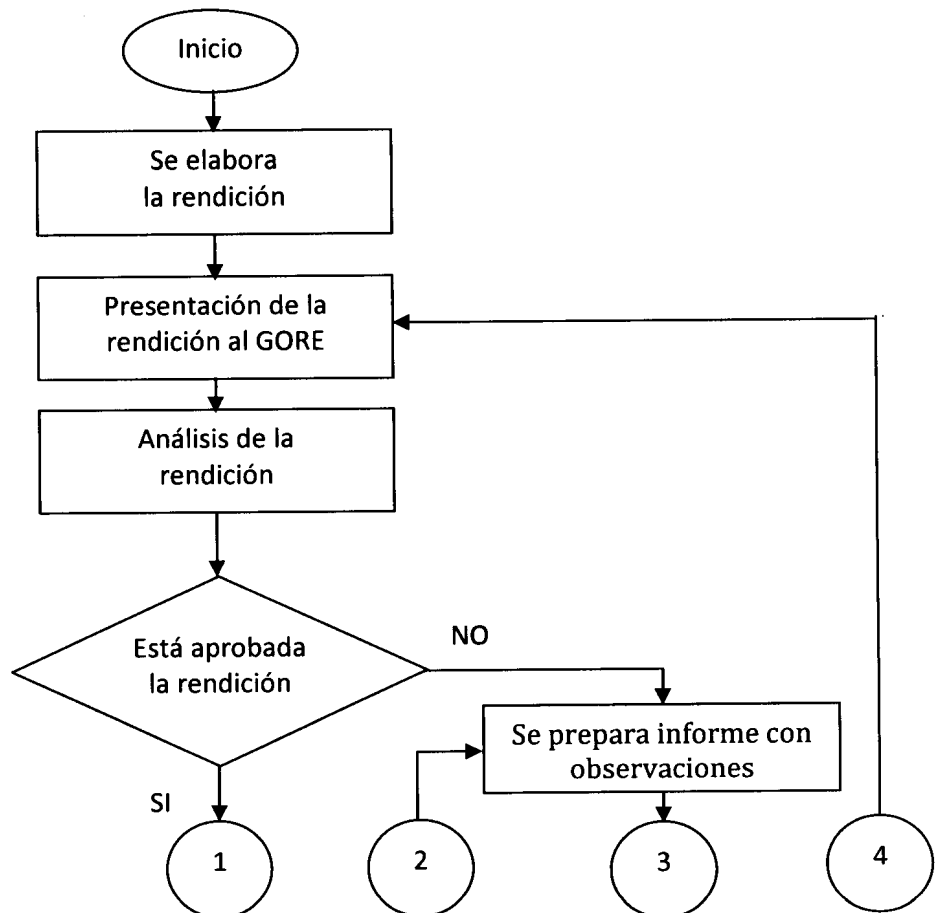 Inicio
Se elabora
la rendición
Presentación de la
rendición al GORE
Análisis de la
rendición
Está aprobada
la rendición
NO
Se prepara informe con
observaciones
SI
1
2
3
4